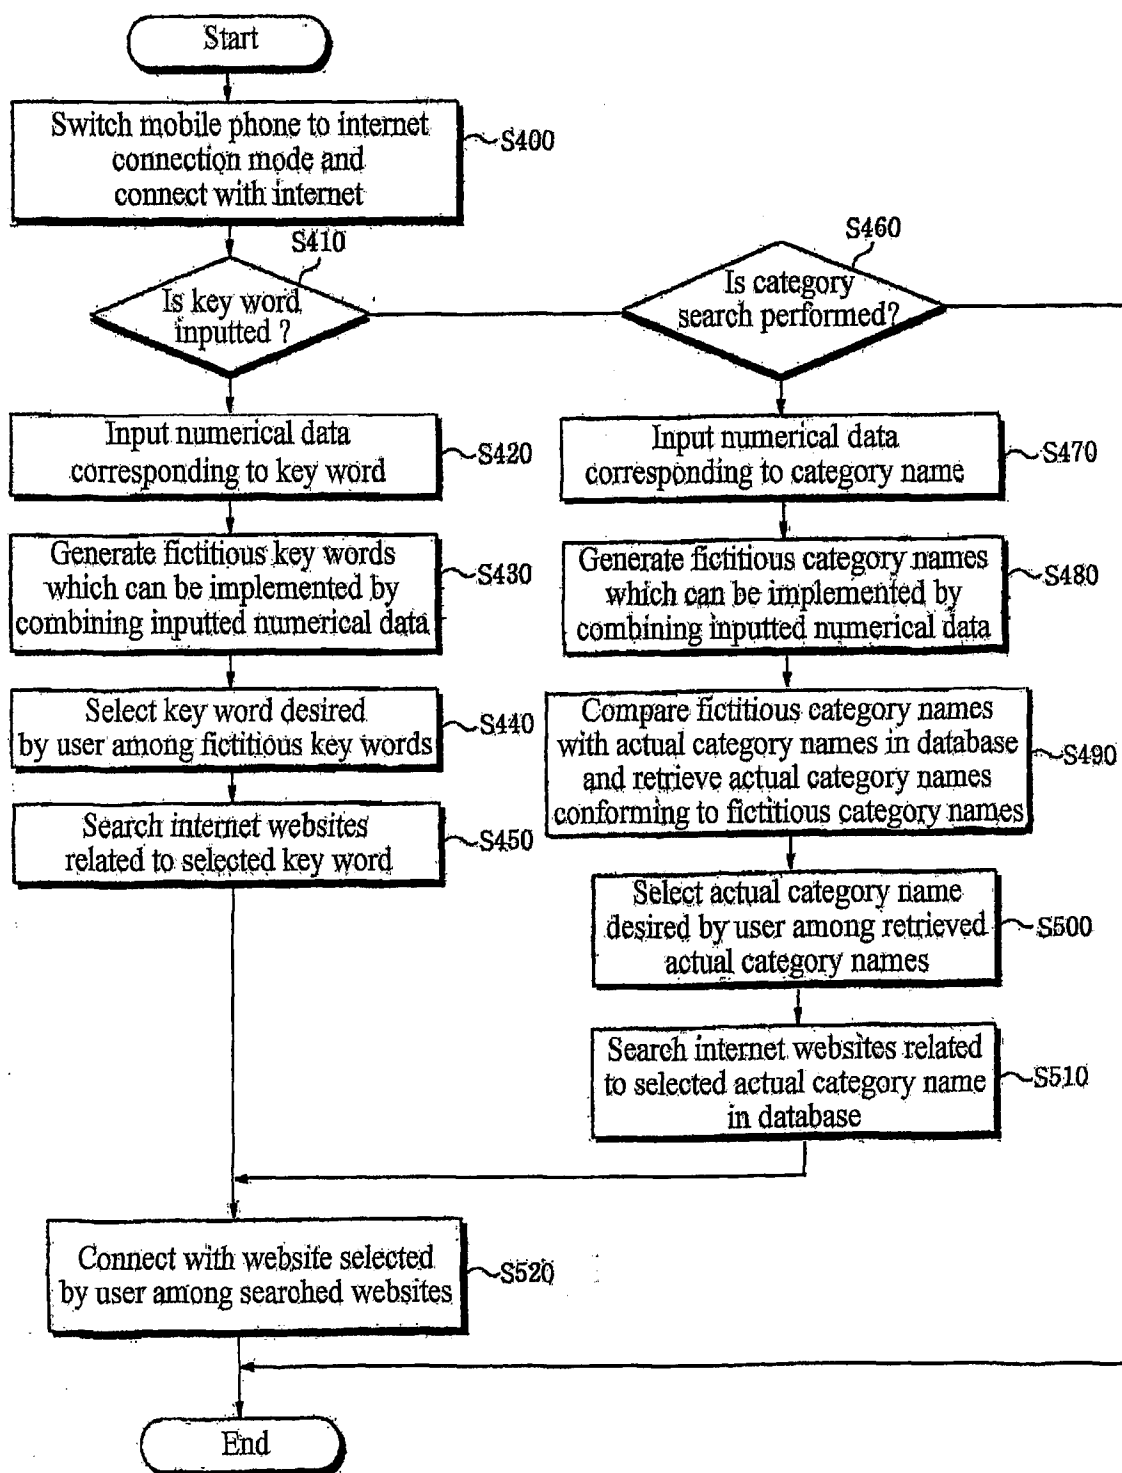 Start
Switch mobile phone to internet
connection mode and
connect with internet
S400
S410
Is key word
inputted ?
S460
Is category
search performed?
Input numerical data
corresponding to key word
S420
Input numerical data
corresponding to category name
S470
Generate fictitious key words
which can be implemented by
combining inputted numerical data
S430
Generate fictitious category names
which can be implemented by
combining inputted numerical data
S480
Select key word desired
by user among fictitious key words
S440
Compare fictitious category names
with actual category names in database
and retrieve actual category names
conforming to fictitious category names
S490
Search internet websites
related to selected key word
S450
Select actual category name
desired by user among retrieved
actual category names
S500
Search internet websites related
to selected actual category name
in database
S510
Connect with website selected
by user among searched websites
S520
End